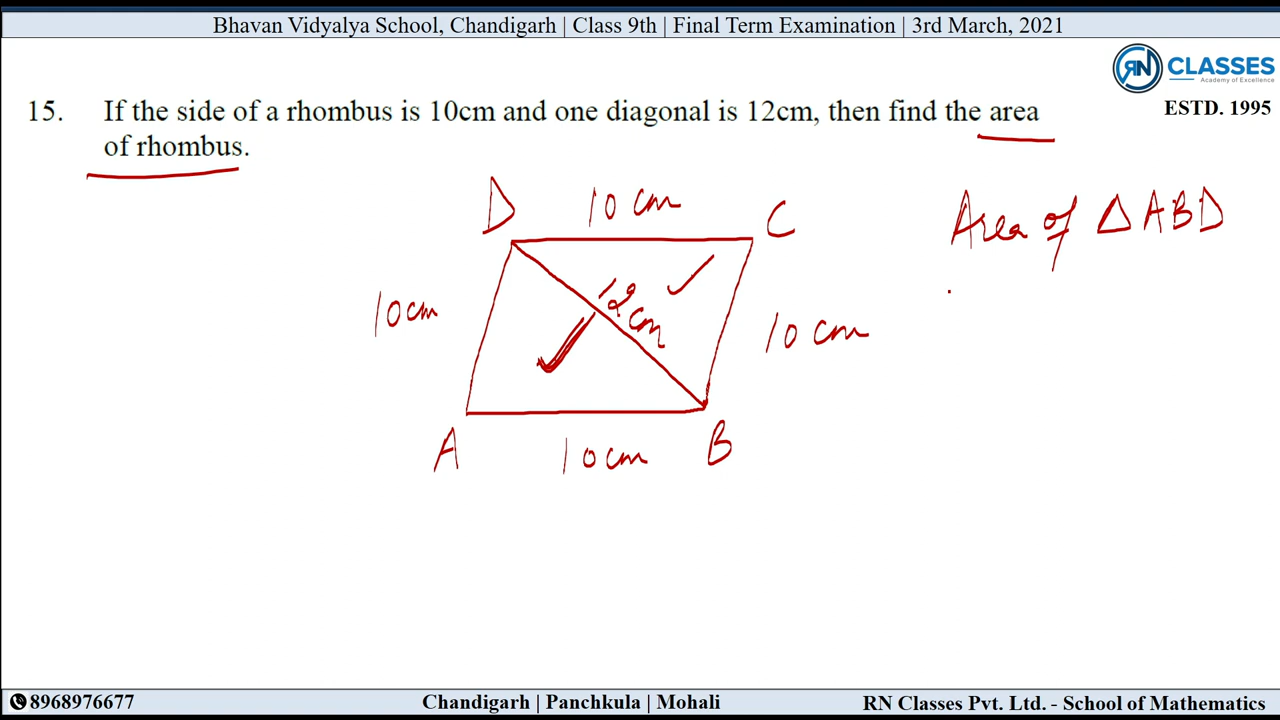 Bhavan Vidyalya School, Chandigarh | Class 9th | Final Term Examination | 3rd March, 2021
RN CLASSES
Academy of Excellence
ESTD. 1995
15. If the side of a rhombus is 10cm and one diagonal is 12cm, then find the area
of rhombus.
D 10 cm C
Area of △ABD
10cm 12cm 10 cm
A 10cm B
8968976677 Chandigarh | Panchkula | Mohali RN Classes Pvt. Ltd. - School of Mathematics